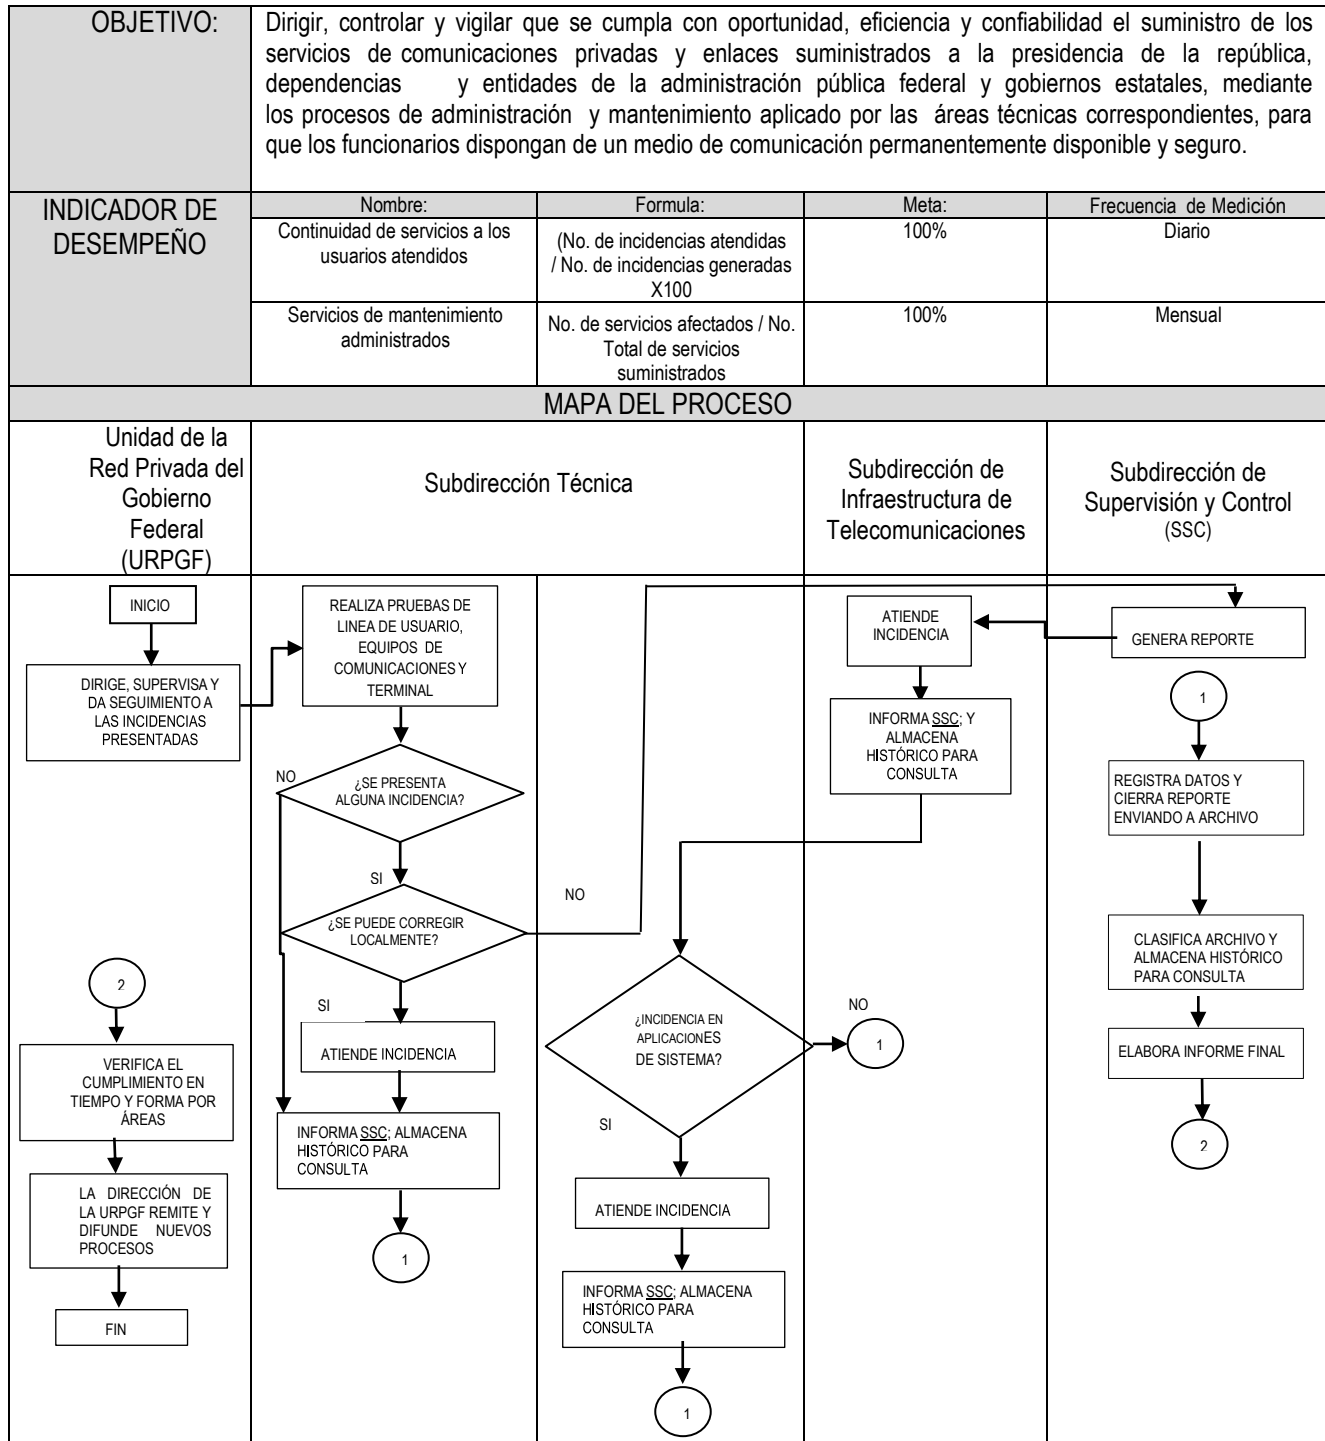 OBJETIVO:
Dirigir, controlar y vigilar que se cumpla con oportunidad, eficiencia y confiabilidad el suministro de los
servicios de comunicaciones privadas y enlaces suministrados a la presidencia de la república,
dependencias y entidades de la administración pública federal y gobiernos estatales, mediante
los procesos de administración y mantenimiento aplicado por las áreas técnicas correspondientes, para
que los funcionarios dispongan de un medio de comunicación permanentemente disponible y seguro.
INDICADOR DE
DESEMPEÑO
Nombre:
Formula:
Meta:
Frecuencia de Medición
Continuidad de servicios a los
usuarios atendidos
(No. de incidencias atendidas
/ No. de incidencias generadas
X100
100%
Diario
Servicios de mantenimiento
administrados
No. de servicios afectados / No.
Total de servicios
suministrados
100%
Mensual
MAPA DEL PROCESO
Unidad de la
Red Privada del
Gobierno
Federal
(URPGF)
Subdirección Técnica
Subdirección de
Infraestructura de
Telecomunicaciones
Subdirección de
Supervisión y Control
(SSC)
INICIO
DIRIGE, SUPERVISA Y
DA SEGUIMIENTO A
LAS INCIDENCIAS
PRESENTADAS
2
VERIFICA EL
CUMPLIMIENTO EN
TIEMPO Y FORMA POR
ÁREAS
LA DIRECCIÓN DE
LA URPGF REMITE Y
DIFUNDE NUEVOS
PROCESOS
FIN
REALIZA PRUEBAS DE
LINEA DE USUARIO,
EQUIPOS DE
COMUNICACIONES Y
TERMINAL
NO
¿SE PRESENTA
ALGUNA INCIDENCIA?
SI
¿SE PUEDE CORREGIR
LOCALMENTE?
NO
SI
ATIENDE INCIDENCIA
INFORMA SSC; ALMACENA
HISTÓRICO PARA
CONSULTA
1
¿INCIDENCIA EN
APLICACIONES
DE SISTEMA?
NO
1
SI
ATIENDE INCIDENCIA
INFORMA SSC; ALMACENA
HISTÓRICO PARA
CONSULTA
1
ATIENDE
INCIDENCIA
INFORMA SSC; Y
ALMACENA
HISTÓRICO PARA
CONSULTA
GENERA REPORTE
1
REGISTRA DATOS Y
CIERRA REPORTE
ENVIANDO A ARCHIVO
CLASIFICA ARCHIVO Y
ALMACENA HISTÓRICO
PARA CONSULTA
ELABORA INFORME FINAL
2